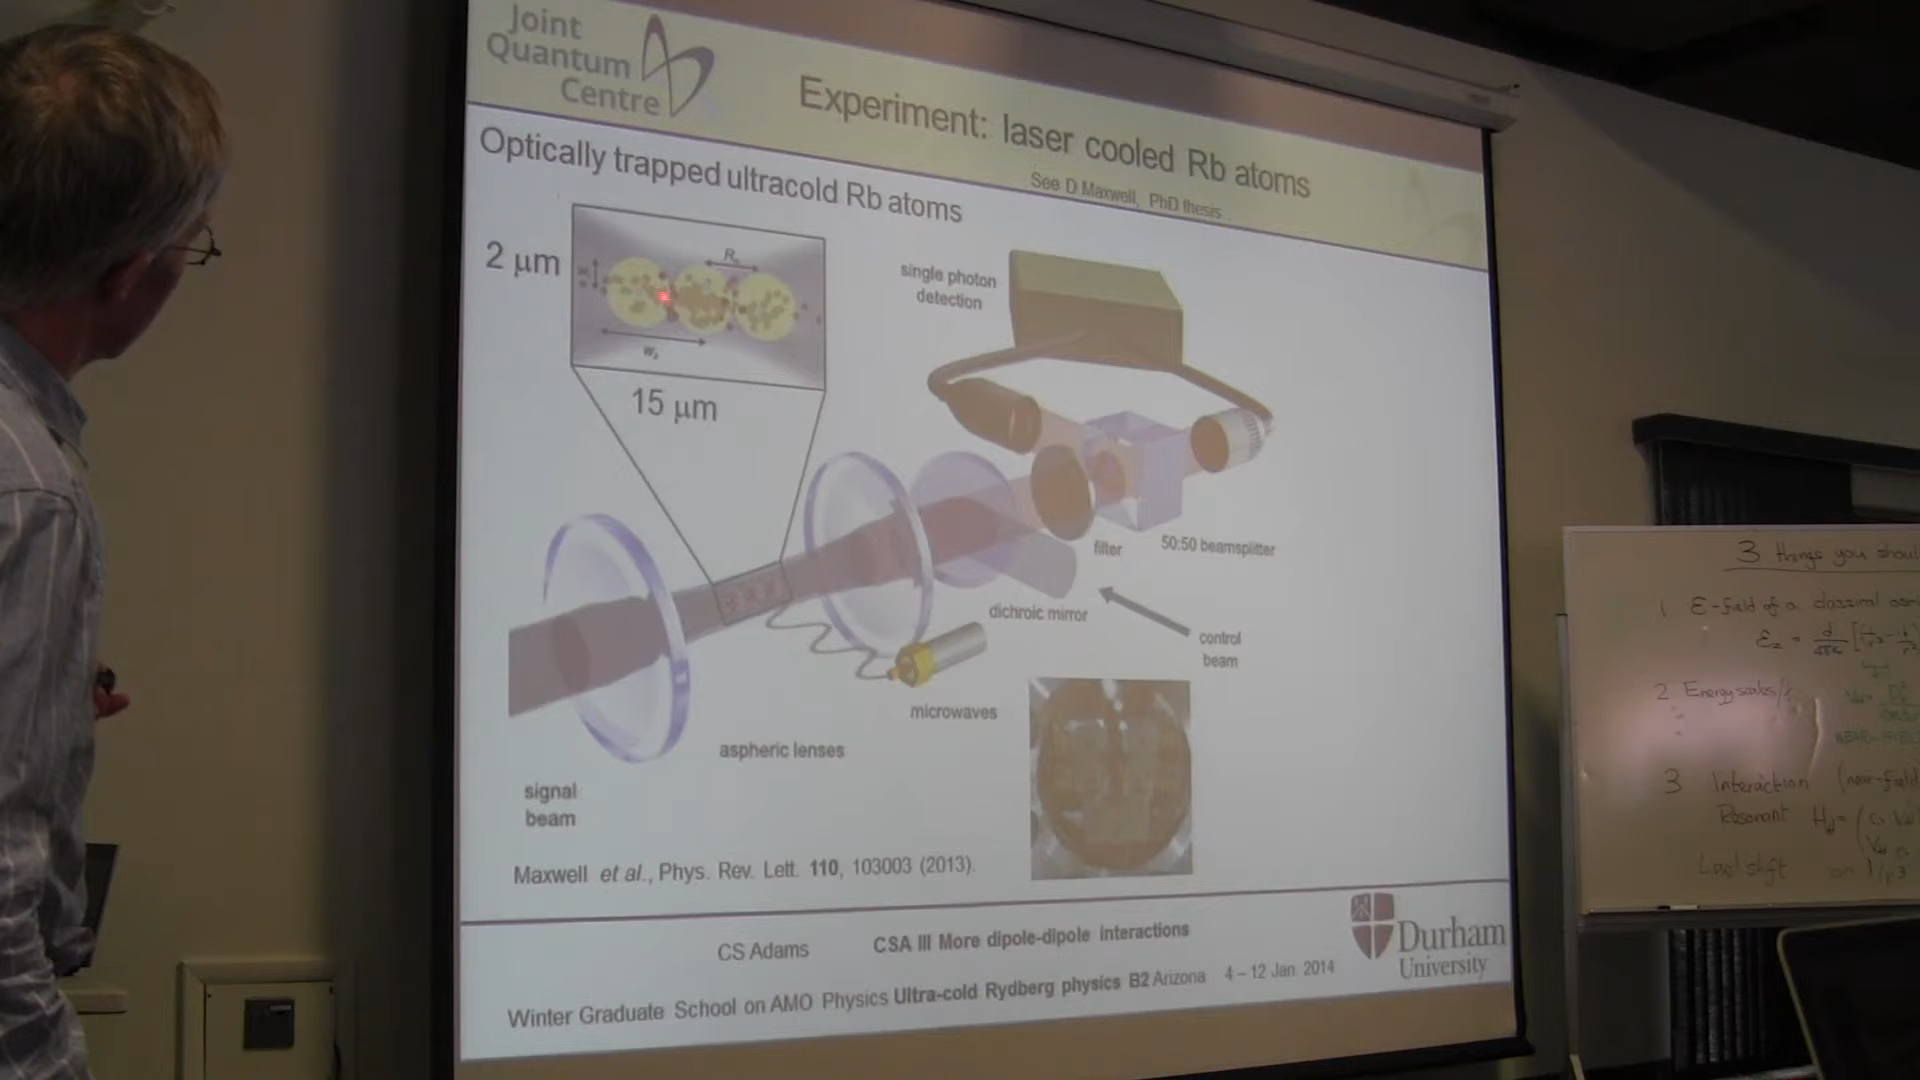 Joint
Quantum
Centre
Experiment: laser cooled Rb atoms
See D Maxwell, PhD thesis
Optically trapped ultracold Rb atoms
2 μm
15 μm
single photon
detection
filter
50:50 beamsplitter
dichroic mirror
control
beam
microwaves
aspheric lenses
signal
beam
Maxwell et al., Phys. Rev. Lett. 110, 103003 (2013).
CS Adams
CSA III More dipole-dipole interactions
Durham
University
Winter Graduate School on AMO Physics Ultra-cold Rydberg physics B2 Arizona 4 – 12 Jan. 2014
3 things you
1 E-field of a classical
2 Energy
3 Interaction (near-field
Resonant